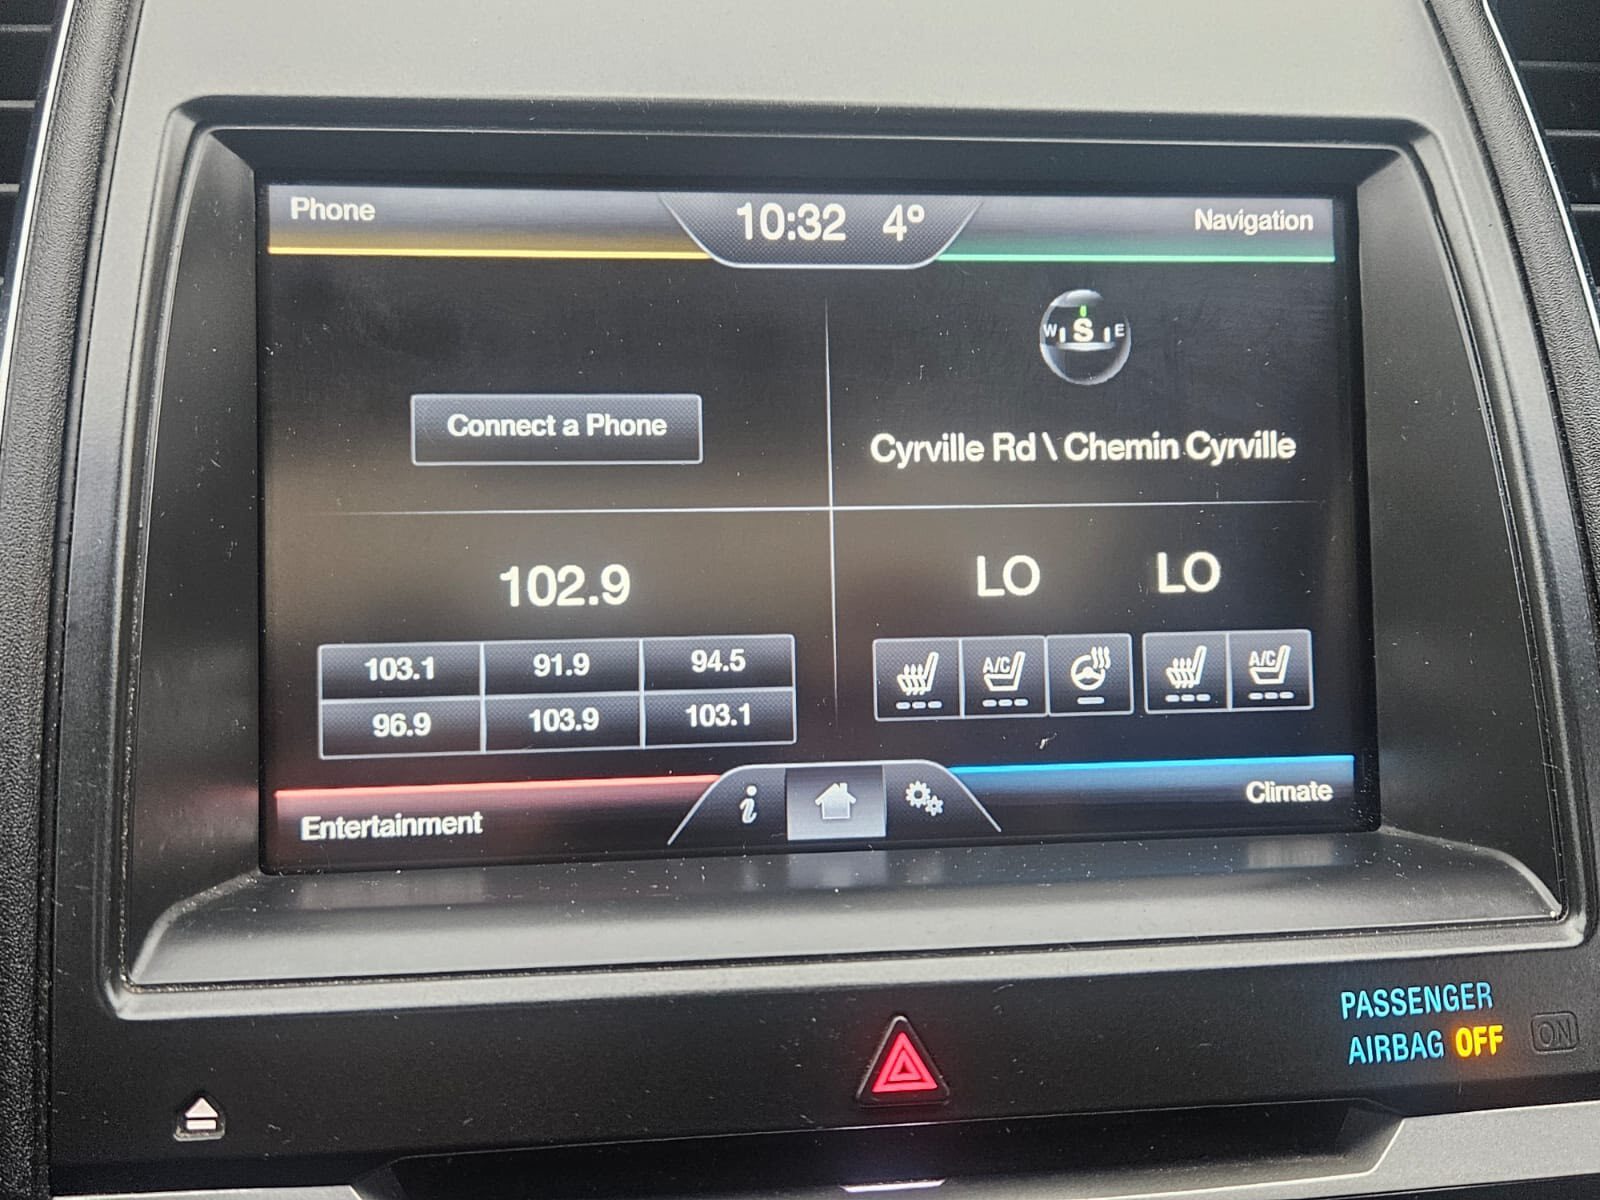 Phone
10:32 4°
Navigation
W S E
Connect a Phone
Cyrville Rd \ Chemin Cyrville
102.9
103.1 91.9 94.5
96.9 103.9 103.1
LO LO
A/C A/C
Entertainment
i
Climate
PASSENGER
AIRBAG OFF ON